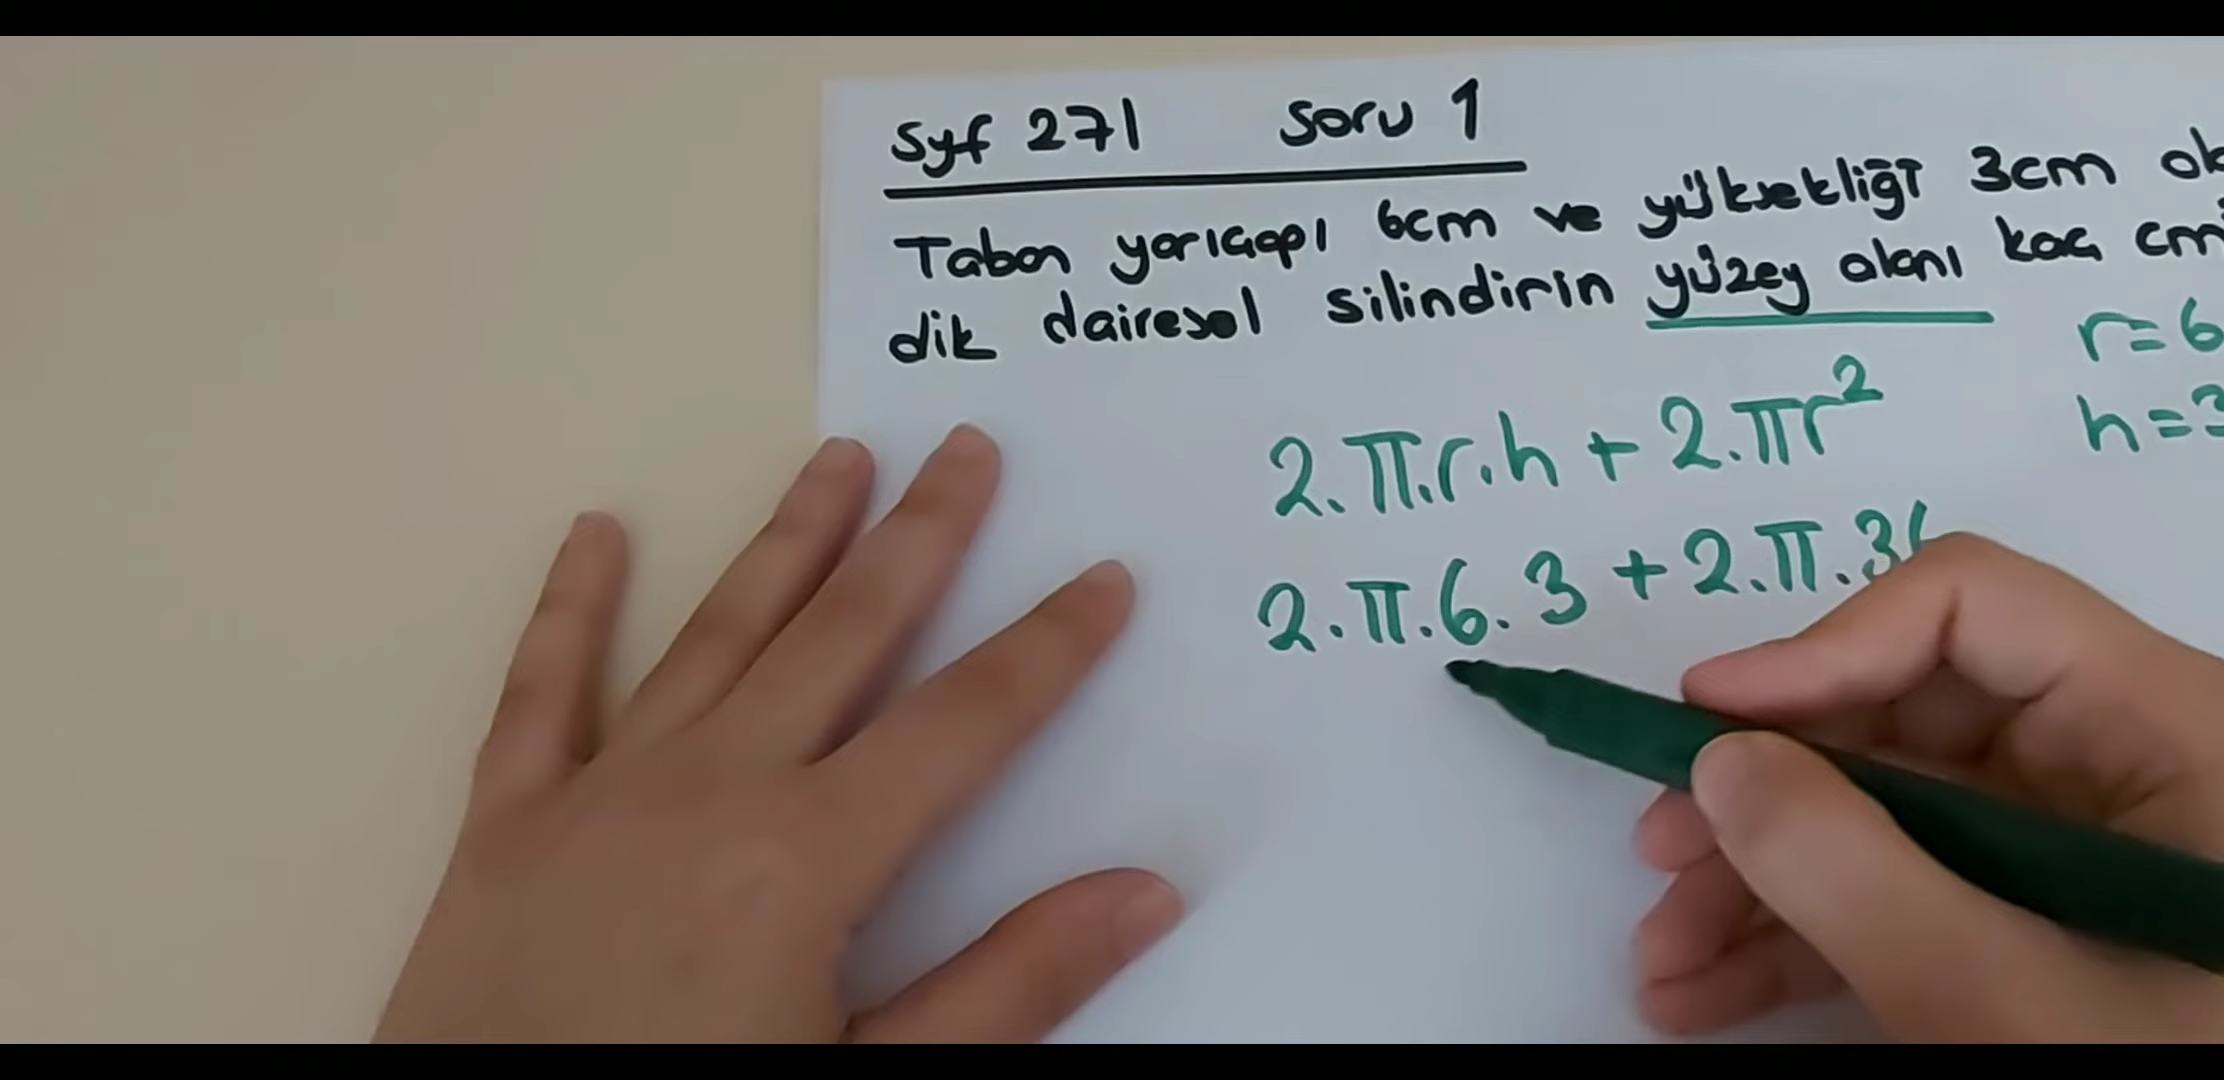 Syf 271 Soru 1
Taban yarıçapı 6cm ve yüksekliği 3cm
dik dairesel silindirin yüzey alanı kaç
r=6
2.π.r.h + 2.πr²
h=3
2.π.6.3 + 2.π.36